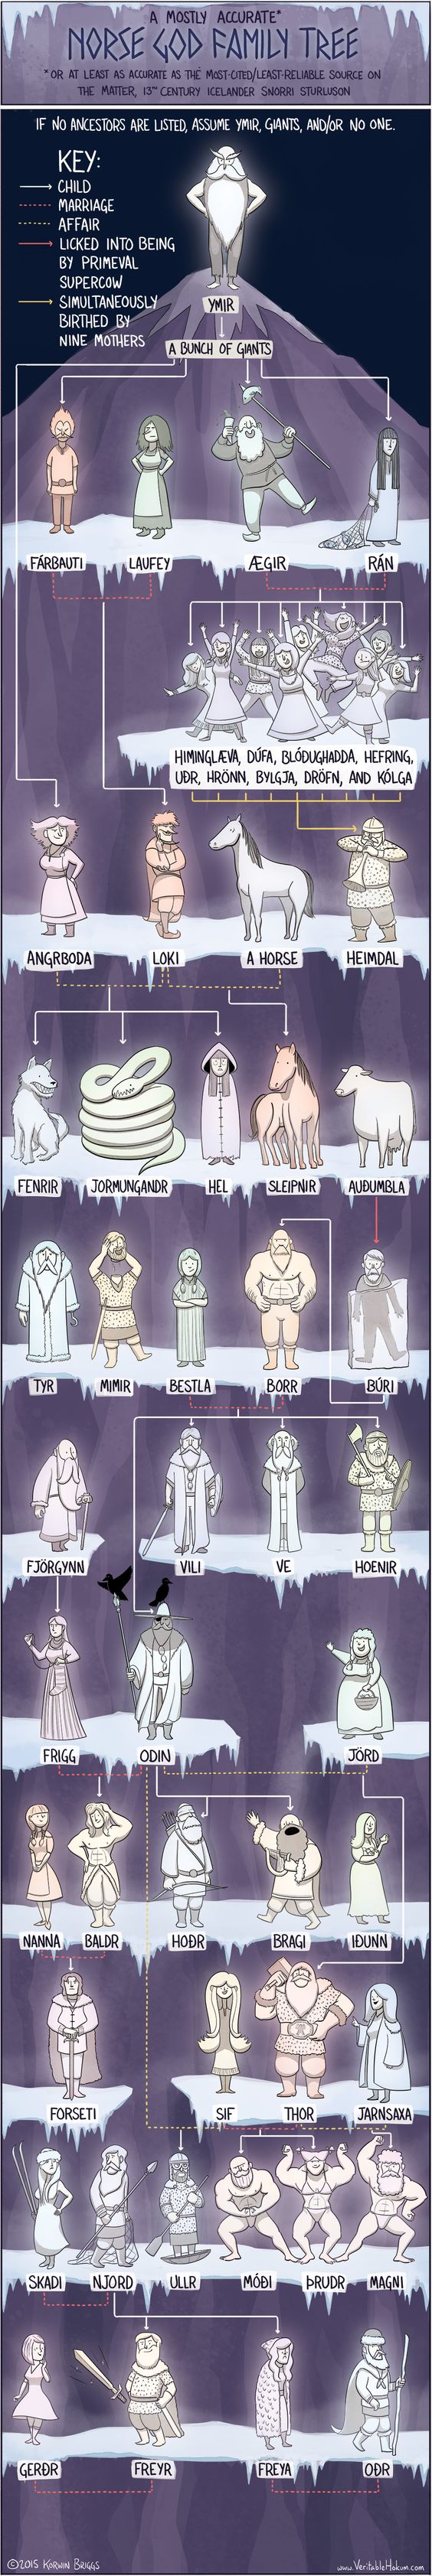 A MOSTLY ACCURATE*
NORSE GOD FAMILY TREE
*OR AT LEAST AS ACCURATE AS THE MOST-CITED/LEAST-RELIABLE SOURCE ON
THE MATTER, 13TH CENTURY ICELANDER SNORRI STURLUSON
IF NO ANCESTORS ARE LISTED, ASSUME YMIR, GIANTS, AND/OR NO ONE.
KEY:
CHILD
MARRIAGE
AFFAIR
LICKED INTO BEING
BY PRIMEVAL
SUPERCOW
SIMULTANEOUSLY
BIRTHED BY
NINE MOTHERS
YMIR
A BUNCH OF GIANTS
FÁRBAUTI
LAUFEY
ÆGIR
RÁN
HIMINGLÆVA, DÚFA, BLÓDUGHADDA, HEFRING,
UÐR, HRÖNN, BYLGJA, DRÖFN, AND KÓLGA
ANGRBODA
LOKI
A HORSE
HEIMDAL
FENRIR
JORMUNGANDR
HEL
SLEIPNIR
AUÐUMBLA
TYR
MIMIR
BESTLA
BORR
BÚRI
FJÖRGYNN
VILI
VE
HOENIR
FRIGG
ODIN
JÖRD
NANNA
BALDR
HOÐR
BRAGI
IÐUNN
FORSETI
SIF
THOR
JARNSAXA
SKADI
NJORD
ULLR
MÓÐI
ÞRUDR
MAGNI
GERÐR
FREYR
FREYA
OÐR
©2015 KORWIN BRIGGS
www.VeritableHokum.com